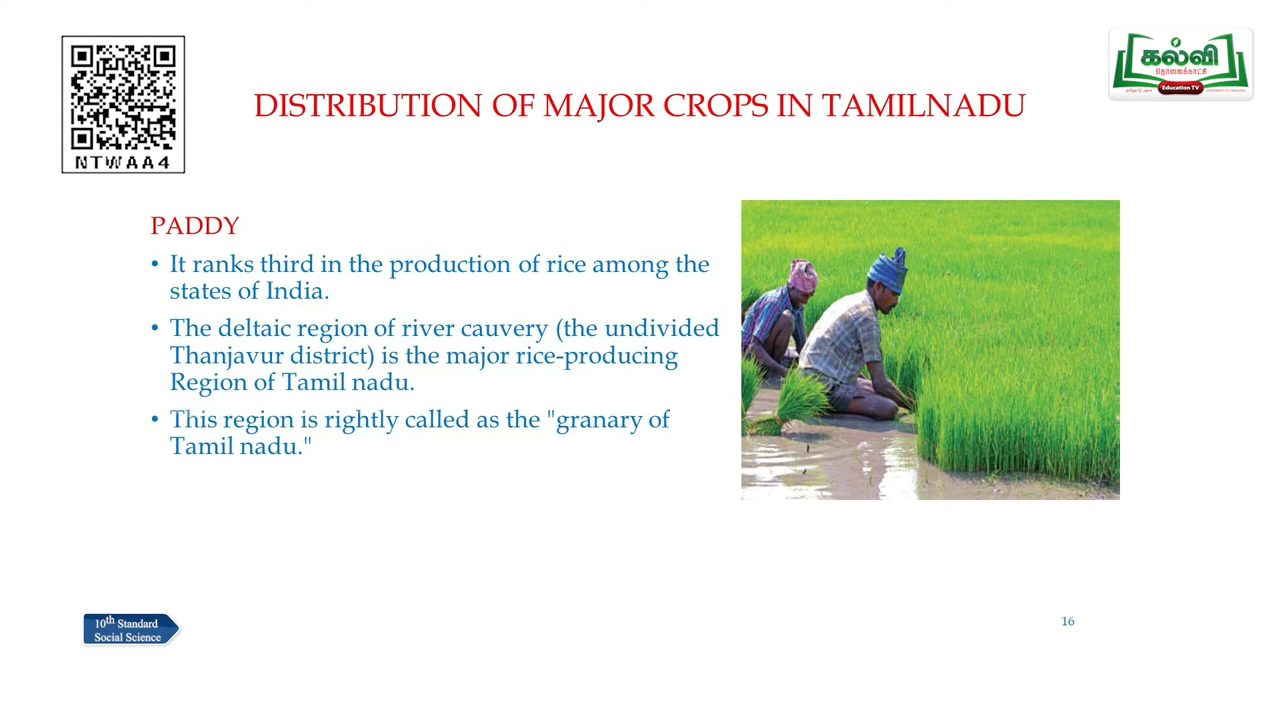 NTWAA4
கல்வி
தொலைக்காட்சி
Education TV
DISTRIBUTION OF MAJOR CROPS IN TAMILNADU
PADDY
• It ranks third in the production of rice among the
states of India.
• The deltaic region of river cauvery (the undivided
Thanjavur district) is the major rice-producing
Region of Tamil nadu.
• This region is rightly called as the "granary of
Tamil nadu."
10th Standard
Social Science
16